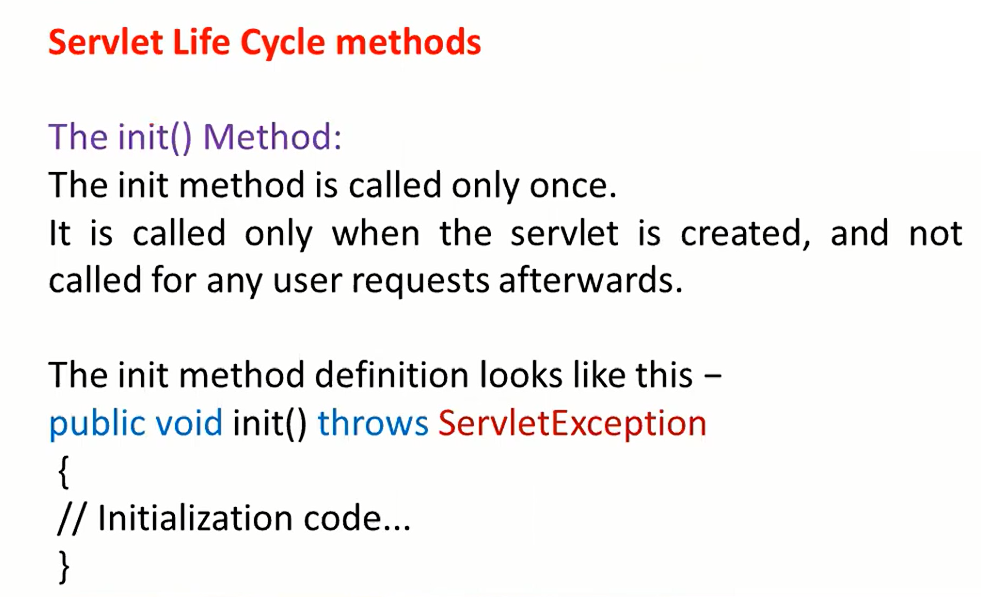 Servlet Life Cycle methods
The init() Method:
The init method is called only once.
It is called only when the servlet is created, and not
called for any user requests afterwards.
The init method definition looks like this –
public void init() throws ServletException
{
// Initialization code...
}